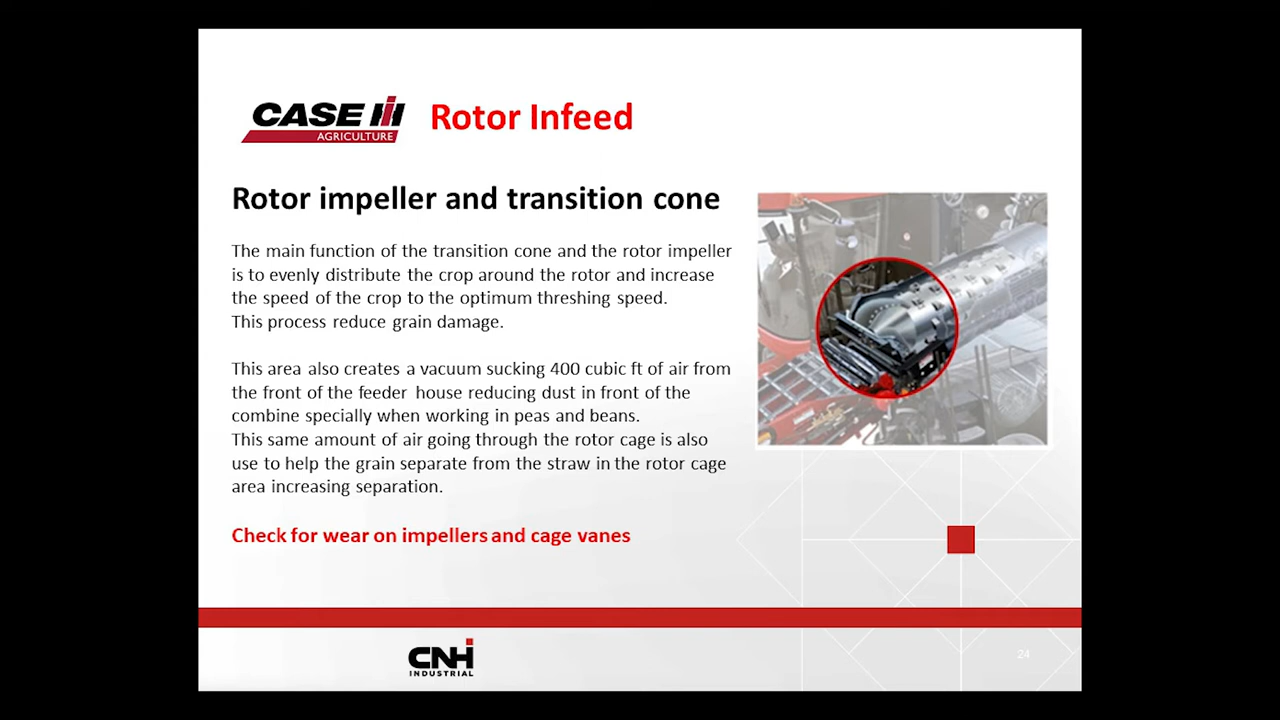 CASE IH
AGRICULTURE
Rotor Infeed
Rotor impeller and transition cone
The main function of the transition cone and the rotor impeller
is to evenly distribute the crop around the rotor and increase
the speed of the crop to the optimum threshing speed.
This process reduce grain damage.
This area also creates a vacuum sucking 400 cubic ft of air from
the front of the feeder house reducing dust in front of the
combine specially when working in peas and beans.
This same amount of air going through the rotor cage is also
use to help the grain separate from the straw in the rotor cage
area increasing separation.
Check for wear on impellers and cage vanes
CNH
INDUSTRIAL
24